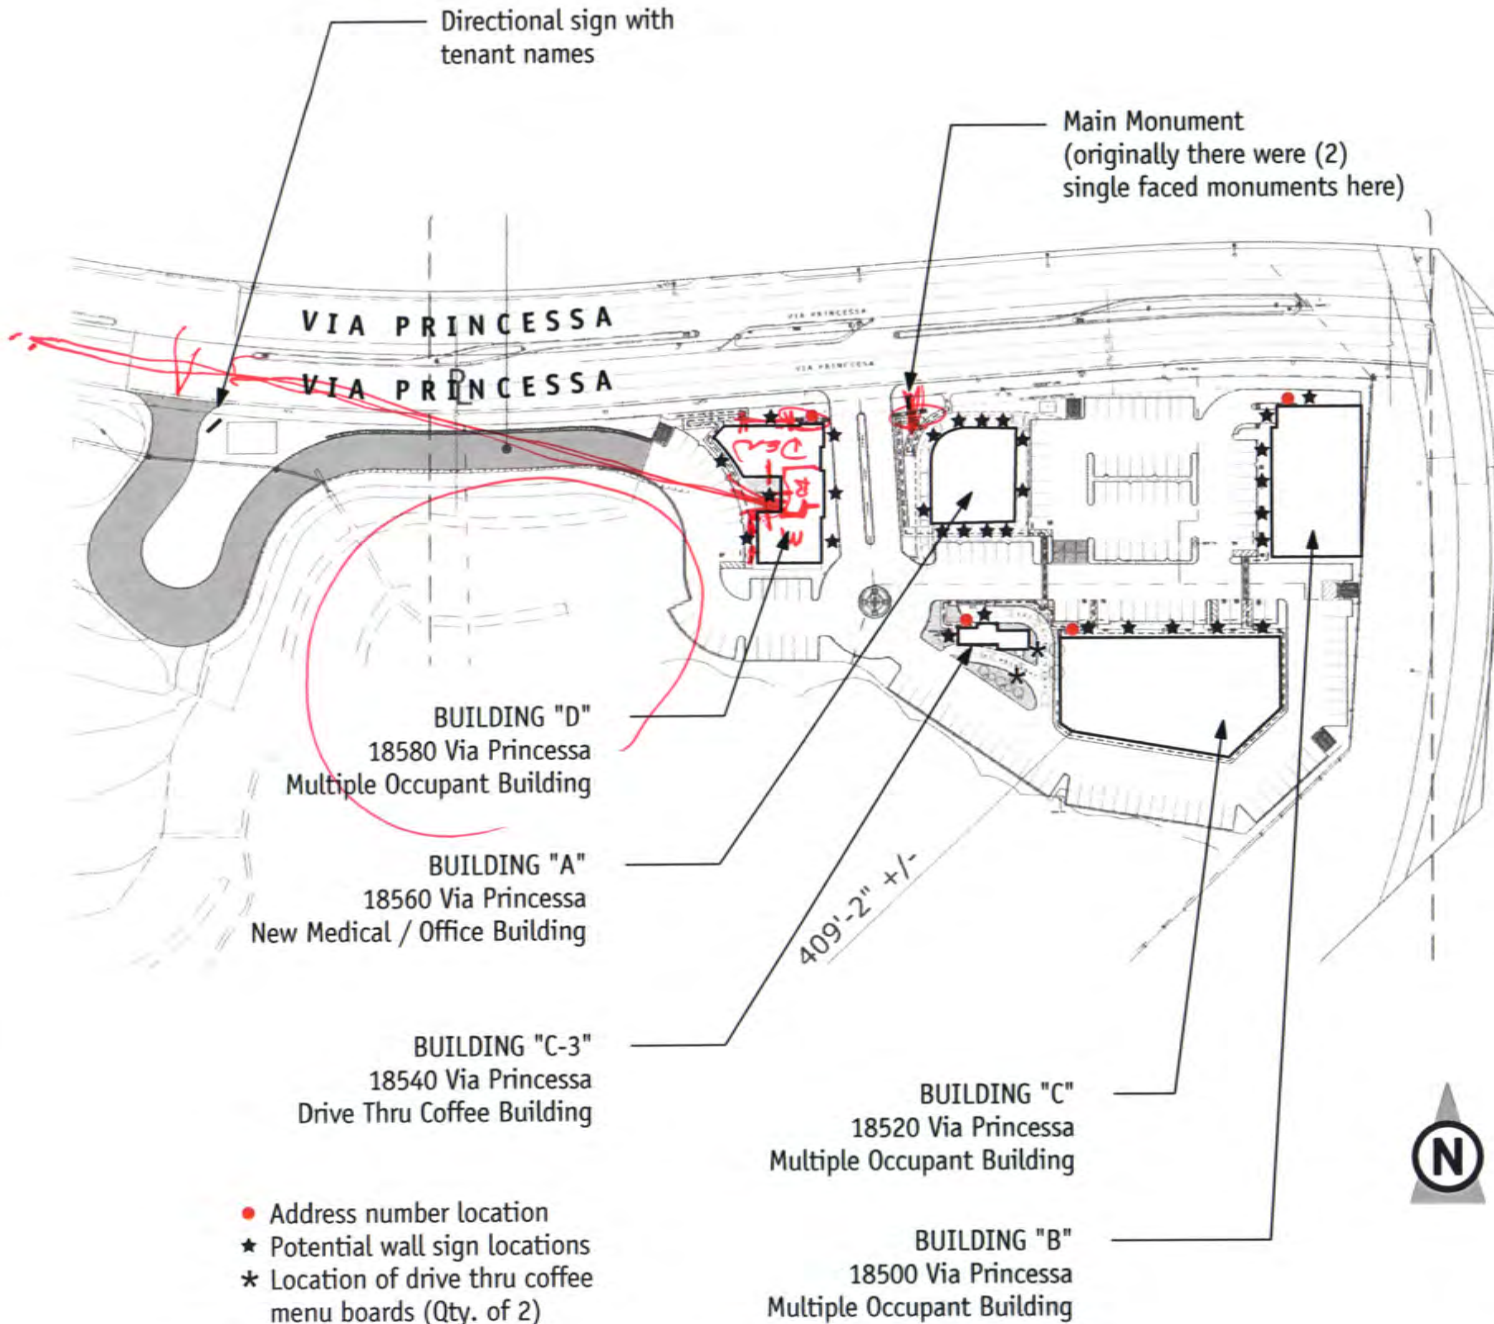 Directional sign with
tenant names
Main Monument
(originally there were (2)
single faced monuments here)
VIA PRINCESSA
VIA PRINCESSA
VIA PRINCESSA
VIA PRINCESSA
BUILDING "D"
18580 Via Princessa
Multiple Occupant Building
BUILDING "A"
18560 Via Princessa
New Medical / Office Building
409'-2" +/-
BUILDING "C-3"
18540 Via Princessa
Drive Thru Coffee Building
BUILDING "C"
18520 Via Princessa
Multiple Occupant Building
N
BUILDING "B"
18500 Via Princessa
Multiple Occupant Building
Address number location
Potential wall sign locations
Location of drive thru coffee
menu boards (Qty. of 2)